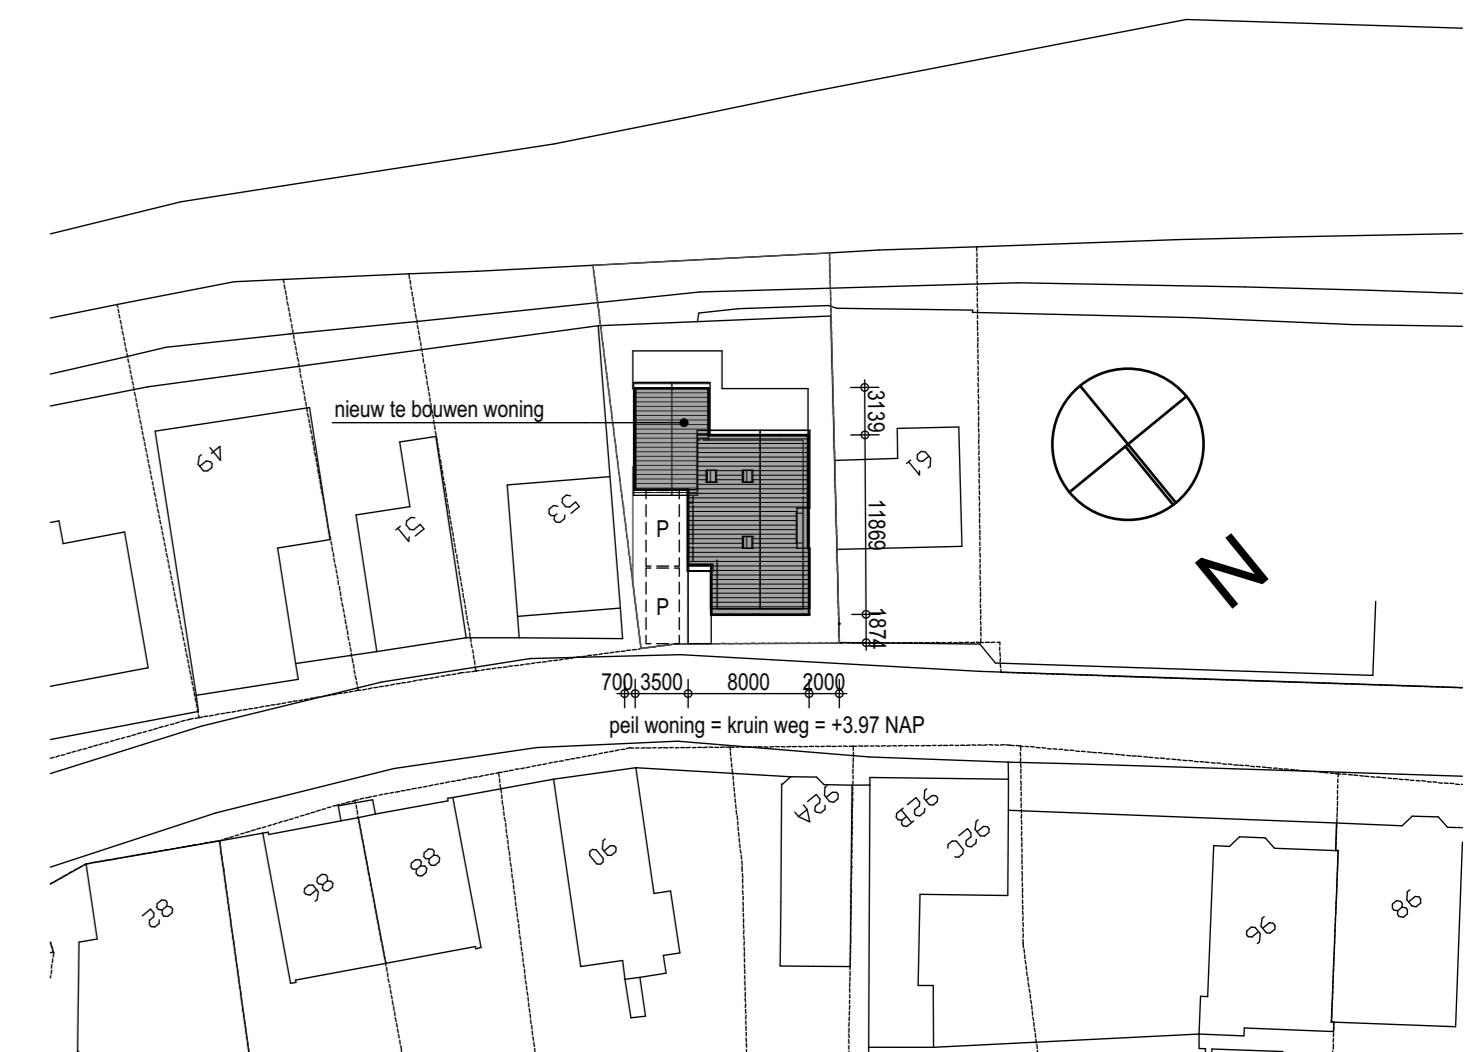 nieuw te bouwen woning
3139
49
61
51
53
11869
P
P
N
1874
700 3500 8000 2000
peil woning = kruin weg = +3.97 NAP
92A
92B
92C
90
88
86
82
98
96